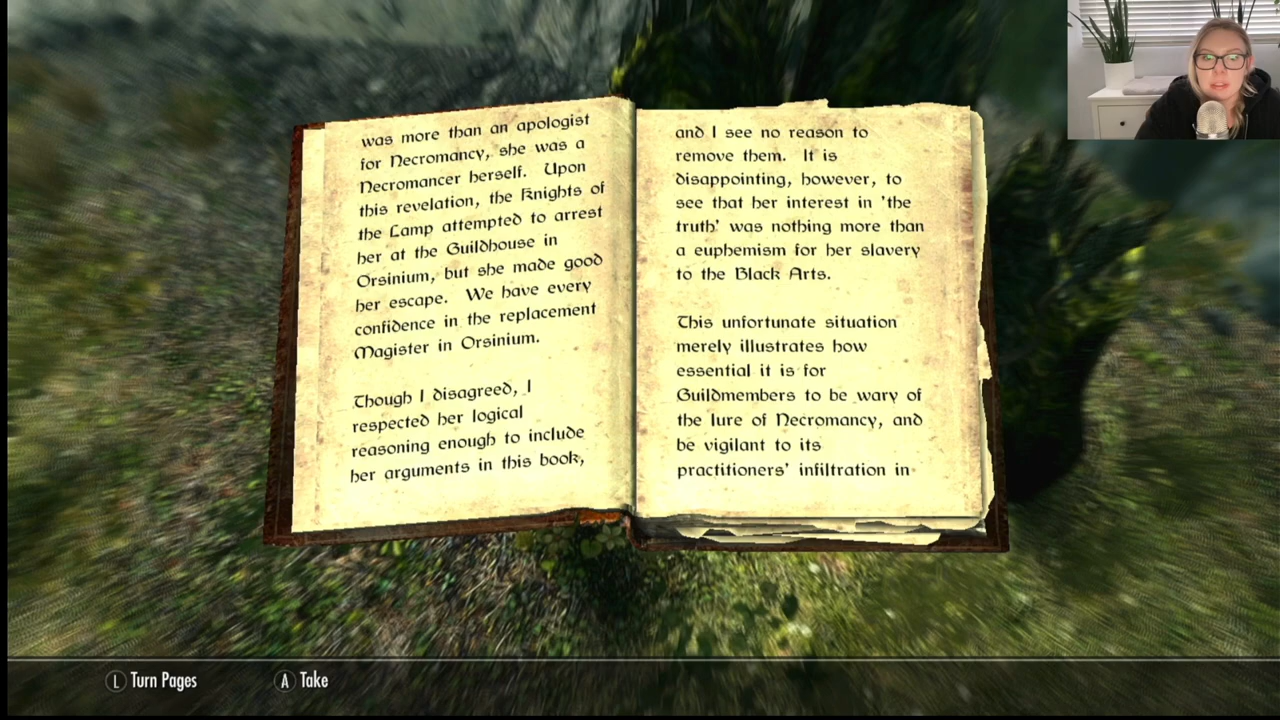 was more than an apologist
for Necromancy, she was a
Necromancer herself. Upon
this revelation, the Knights of
the Lamp attempted to arrest
her at the Guildhouse in
Orsinium, but she made good
her escape. We have every
confidence in the replacement
Magister in Orsinium.
Though I disagreed, I
respected her logical
reasoning enough to include
her arguments in this book,
and I see no reason to
remove them. It is
disappointing, however, to
see that her interest in 'the
truth' was nothing more than
a euphemism for her slavery
to the Black Arts.
This unfortunate situation
merely illustrates how
essential it is for
Guildmembers to be wary of
the lure of Necromancy, and
be vigilant to its
practitioners' infiltration in
L Turn Pages
A Take